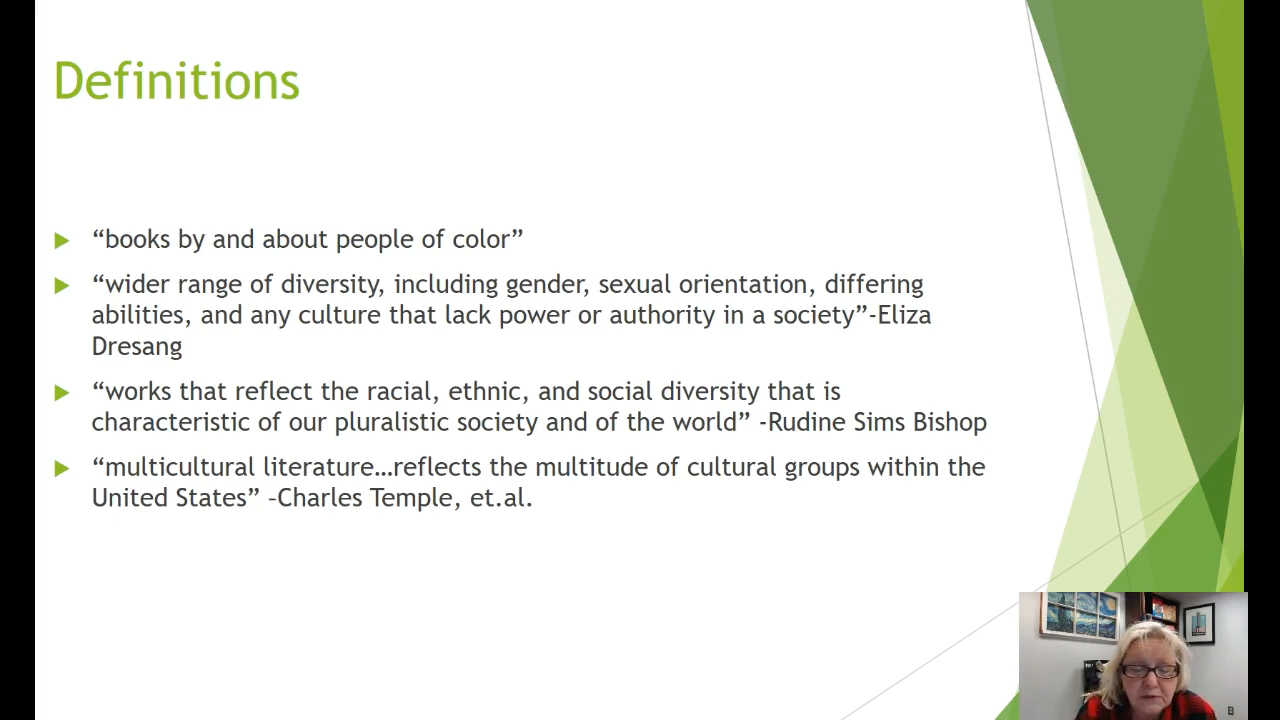 Definitions
“books by and about people of color”
“wider range of diversity, including gender, sexual orientation, differing
abilities, and any culture that lack power or authority in a society”-Eliza
Dresang
“works that reflect the racial, ethnic, and social diversity that is
characteristic of our pluralistic society and of the world” -Rudine Sims Bishop
“multicultural literature…reflects the multitude of cultural groups within the
United States” –Charles Temple, et.al.